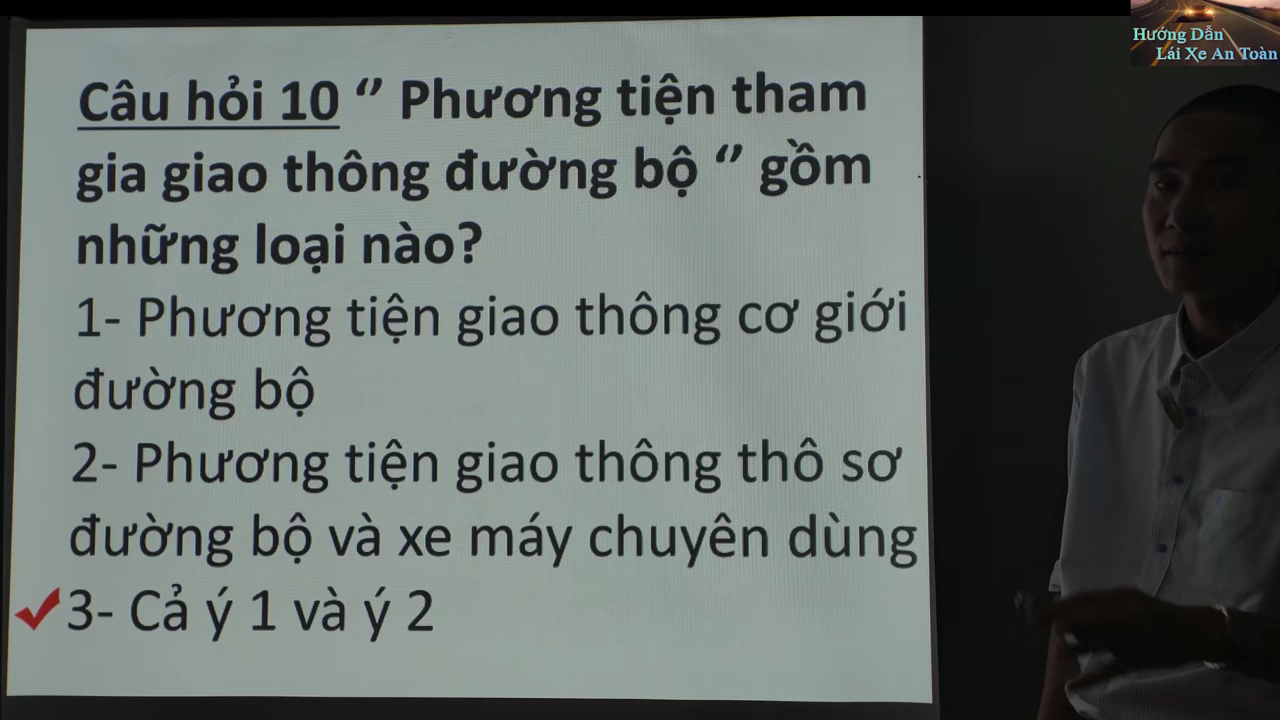 Hướng Dẫn
Lái Xe An Toàn
Câu hỏi 10 “ Phương tiện tham
gia giao thông đường bộ “ gồm
những loại nào?
1- Phương tiện giao thông cơ giới
đường bộ
2- Phương tiện giao thông thô sơ
đường bộ và xe máy chuyên dùng
3- Cả ý 1 và ý 2